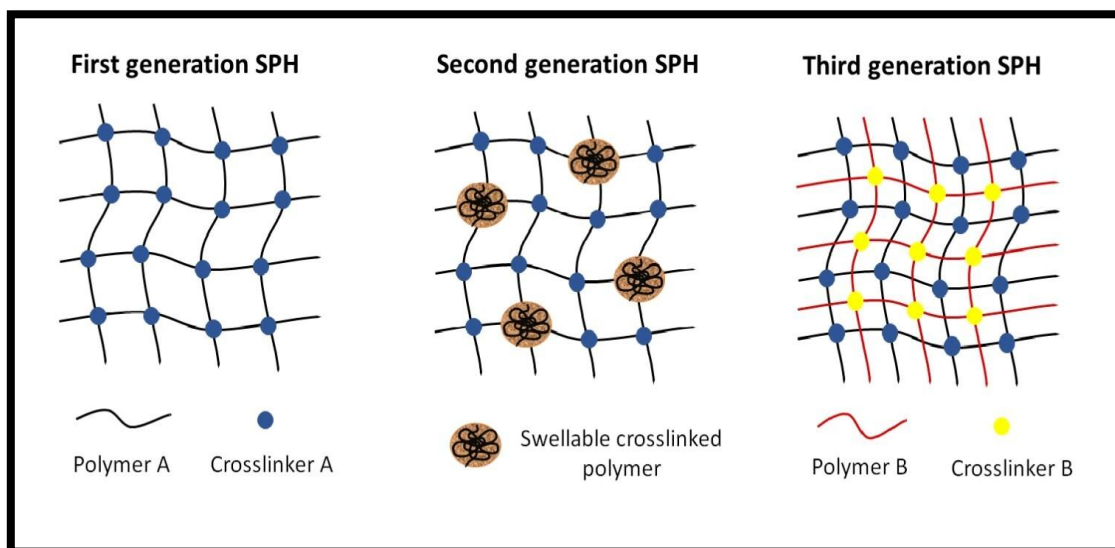 First generation SPH
Second generation SPH
Third generation SPH
Polymer A
Crosslinker A
Swellable crosslinked
polymer
Polymer B
Crosslinker B